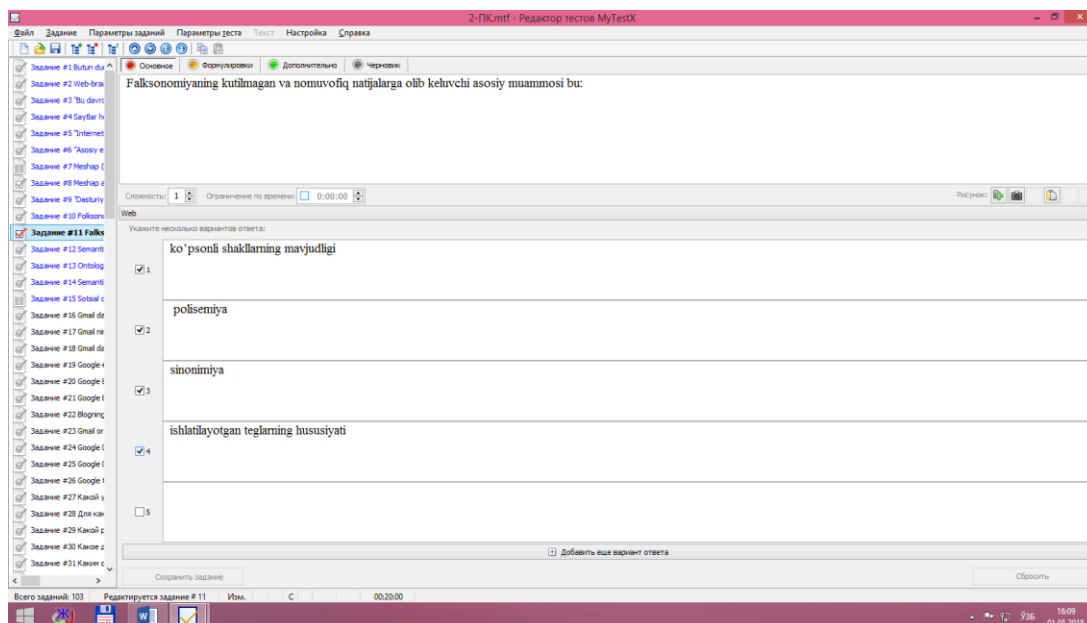 2-ПК.mtf - Редактор тестов MyTestX
Файл Задание Параметры заданий Параметры теста Текст Настройка Справка
Основное Формулировки Дополнительно Черновик
Задание #1 Butun du
Задание #2 Web-brau
Задание #3 "Bu davrd
Задание #4 Saytlar h
Задание #5 "Internet
Задание #6 "Asosiy e
Задание #7 Meshap (
Задание #8 Meshap a
Задание #9 "Dasturiy
Задание #10 Folksono
Задание #11 Falks
Задание #12 Semanti
Задание #13 Ontolog
Задание #14 Semanti
Задание #15 Sotsial
Задание #16 Gmail da
Задание #17 Gmail
Задание #18 Gmail da
Задание #19 Google
Задание #20 Google
Задание #21 Google
Задание #22 Blogning
Задание #23 Gmail or
Задание #24 Google
Задание #25 Google
Задание #26 Google
Задание #27 Какой у
Задание #28 Для как
Задание #29 Какой р
Задание #30 Какое д
Задание #31 Каким с
Falksonomiyaning kutilmagan va nomuvofiq natijalarga olib keluvchi asosiy muammosi bu:
Сложность: 1 Ограничение по времени: 0:00:00 Рисунок:
Web
Укажите несколько вариантов ответа:
1 ko’psonli shakllarning mavjudligi
2 polisemiya
3 sinonimiya
4 ishlatilayotgan teglarning hususiyati
5
Добавить еще вариант ответа
Сохранить задание Сбросить
Всего заданий: 103 Редактируется задание # 11 Изм. С 00:20:00
ЎЗБ 16:09
01.05.2018